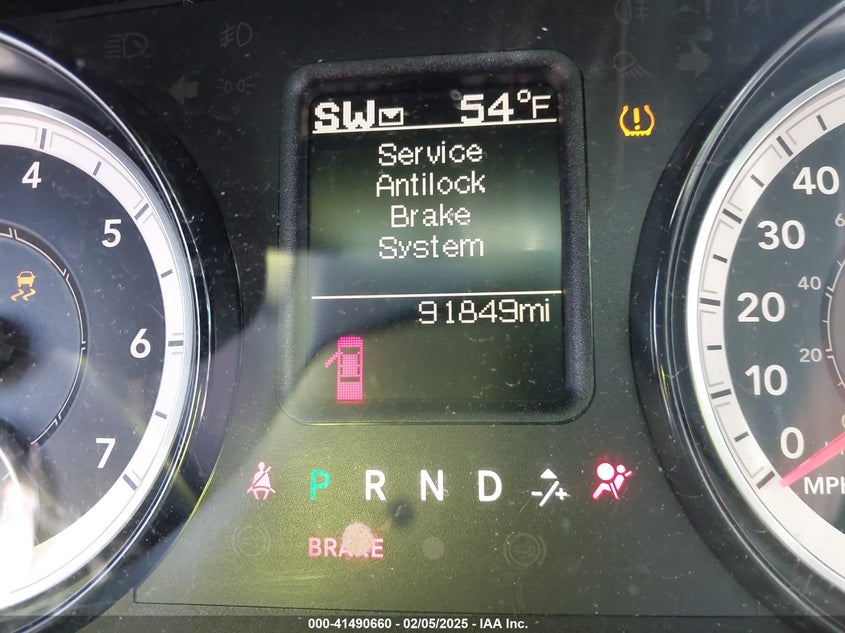 SW 54°F
Service
Antilock
Brake
System
91849mi
4
5
6
7
40
30
20
10
0
40
20
MPH
P R N D
BRAKE
000-41490660 - 02/05/2025 - IAA Inc.